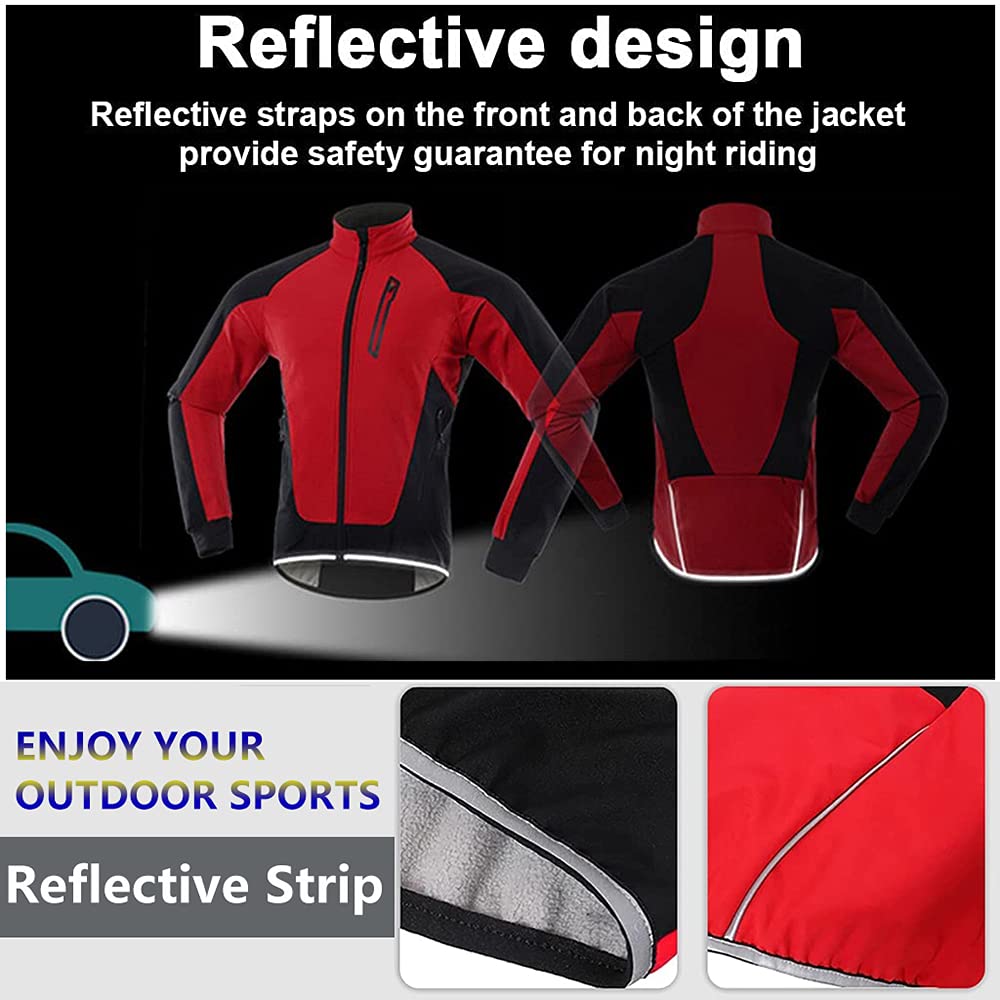 Reflective design
Reflective straps on the front and back of the jacket
provide safety guarantee for night riding
ENJOY YOUR
OUTDOOR SPORTS
Reflective Strip